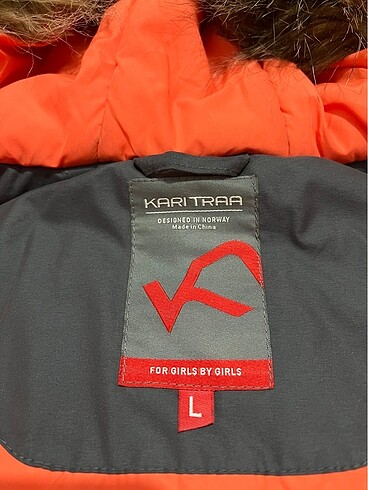 KARI TRAA
DESIGNED IN NORWAY
Made in China
FOR GIRLS BY GIRLS
L